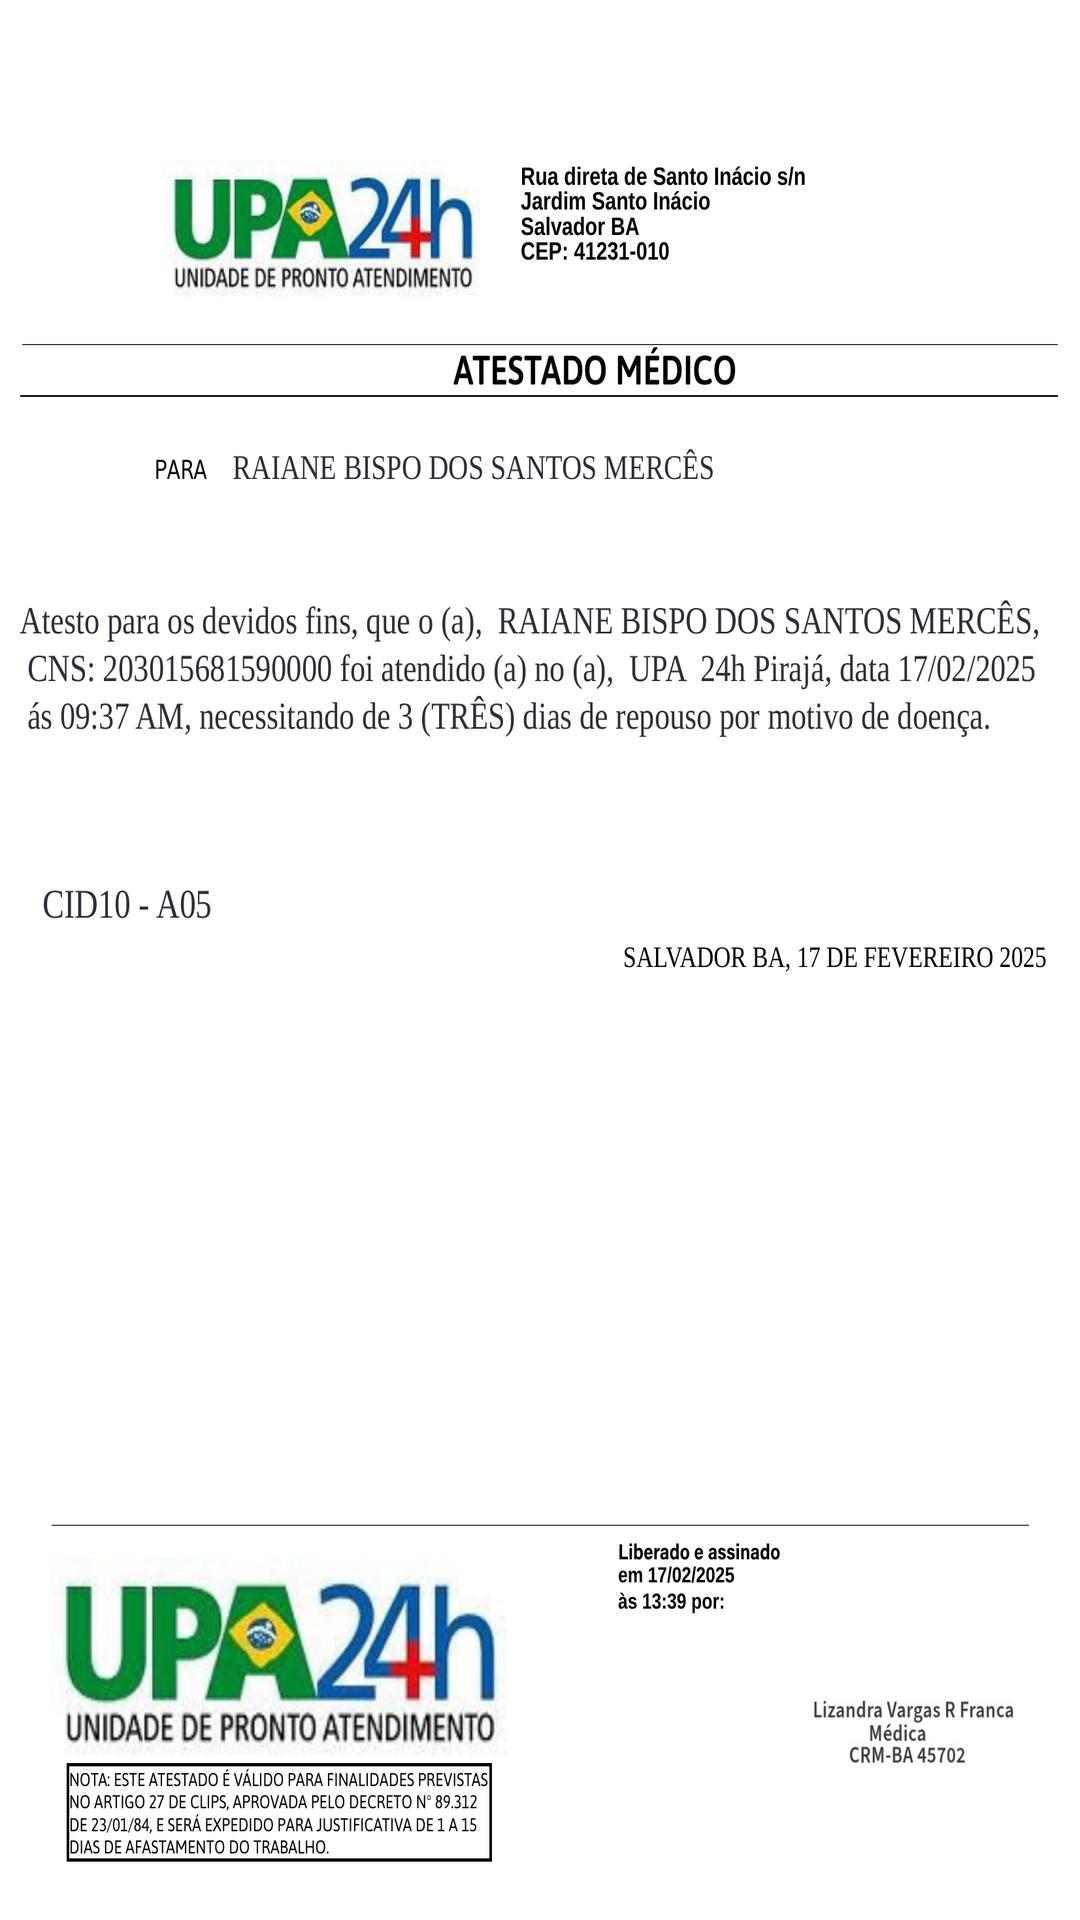 UPA24h
UNIDADE DE PRONTO ATENDIMENTO
Rua direta de Santo Inácio s/n
Jardim Santo Inácio
Salvador BA
CEP: 41231-010
ATESTADO MÉDICO
PARA RAIANE BISPO DOS SANTOS MERCÊS
Atesto para os devidos fins, que o (a), RAIANE BISPO DOS SANTOS MERCÊS,
CNS: 203015681590000 foi atendido (a) no (a), UPA 24h Pirajá, data 17/02/2025
ás 09:37 AM, necessitando de 3 (TRÊS) dias de repouso por motivo de doença.
CID10 - A05
SALVADOR BA, 17 DE FEVEREIRO 2025
UPA24h
UNIDADE DE PRONTO ATENDIMENTO
NOTA: ESTE ATESTADO É VÁLIDO PARA FINALIDADES PREVISTAS
NO ARTIGO 27 DE CLIPS, APROVADA PELO DECRETO N° 89.312
DE 23/01/84, E SERÁ EXPEDIDO PARA JUSTIFICATIVA DE 1 A 15
DIAS DE AFASTAMENTO DO TRABALHO.
Liberado e assinado
em 17/02/2025
às 13:39 por:
Lizandra Vargas R Franca
Médica
CRM-BA 45702